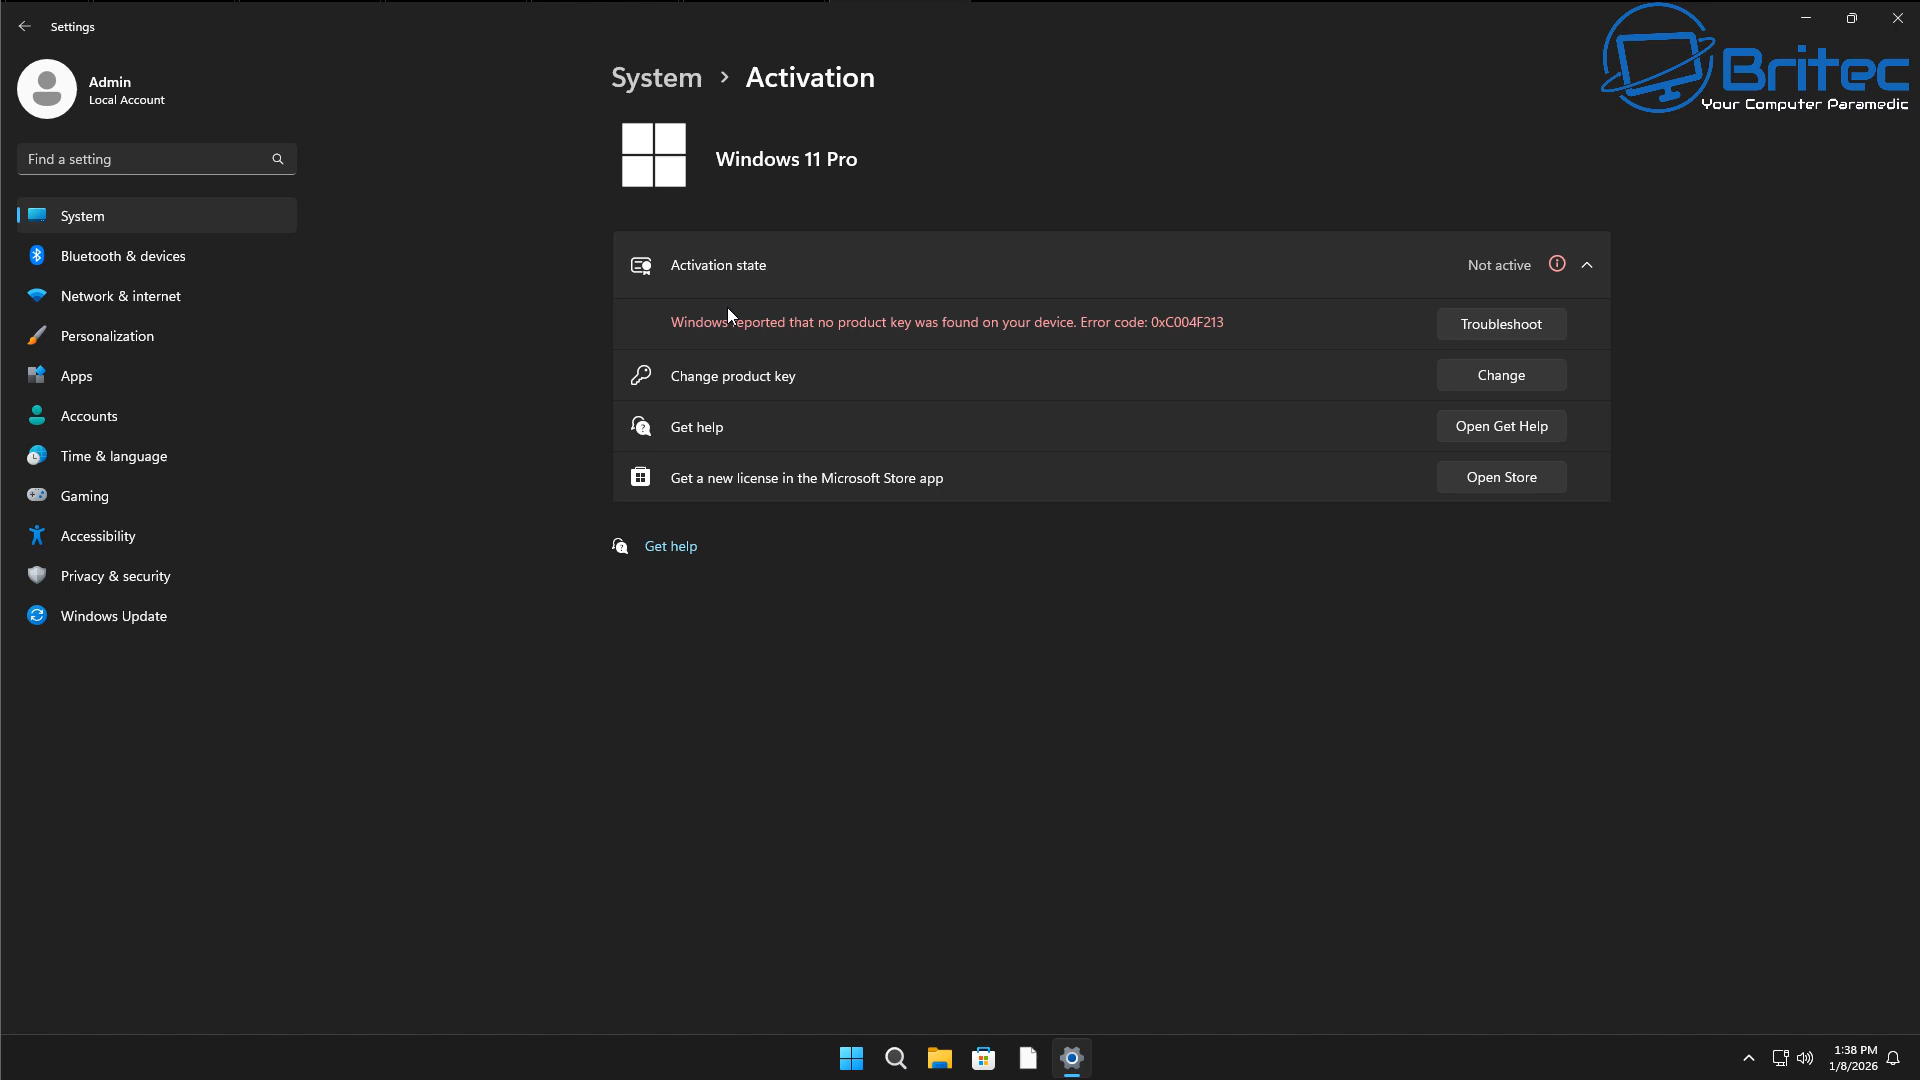 Settings
Admin
Local Account
Find a setting
System
Bluetooth & devices
Network & internet
Personalization
Apps
Accounts
Time & language
Gaming
Accessibility
Privacy & security
Windows Update
System > Activation
Britec
Your Computer Paramedic
Windows 11 Pro
Activation state
Not active
Windows reported that no product key was found on your device. Error code: 0xC004F213
Troubleshoot
Change product key
Change
Get help
Open Get Help
Get a new license in the Microsoft Store app
Open Store
Get help
1:38 PM
1/8/2026